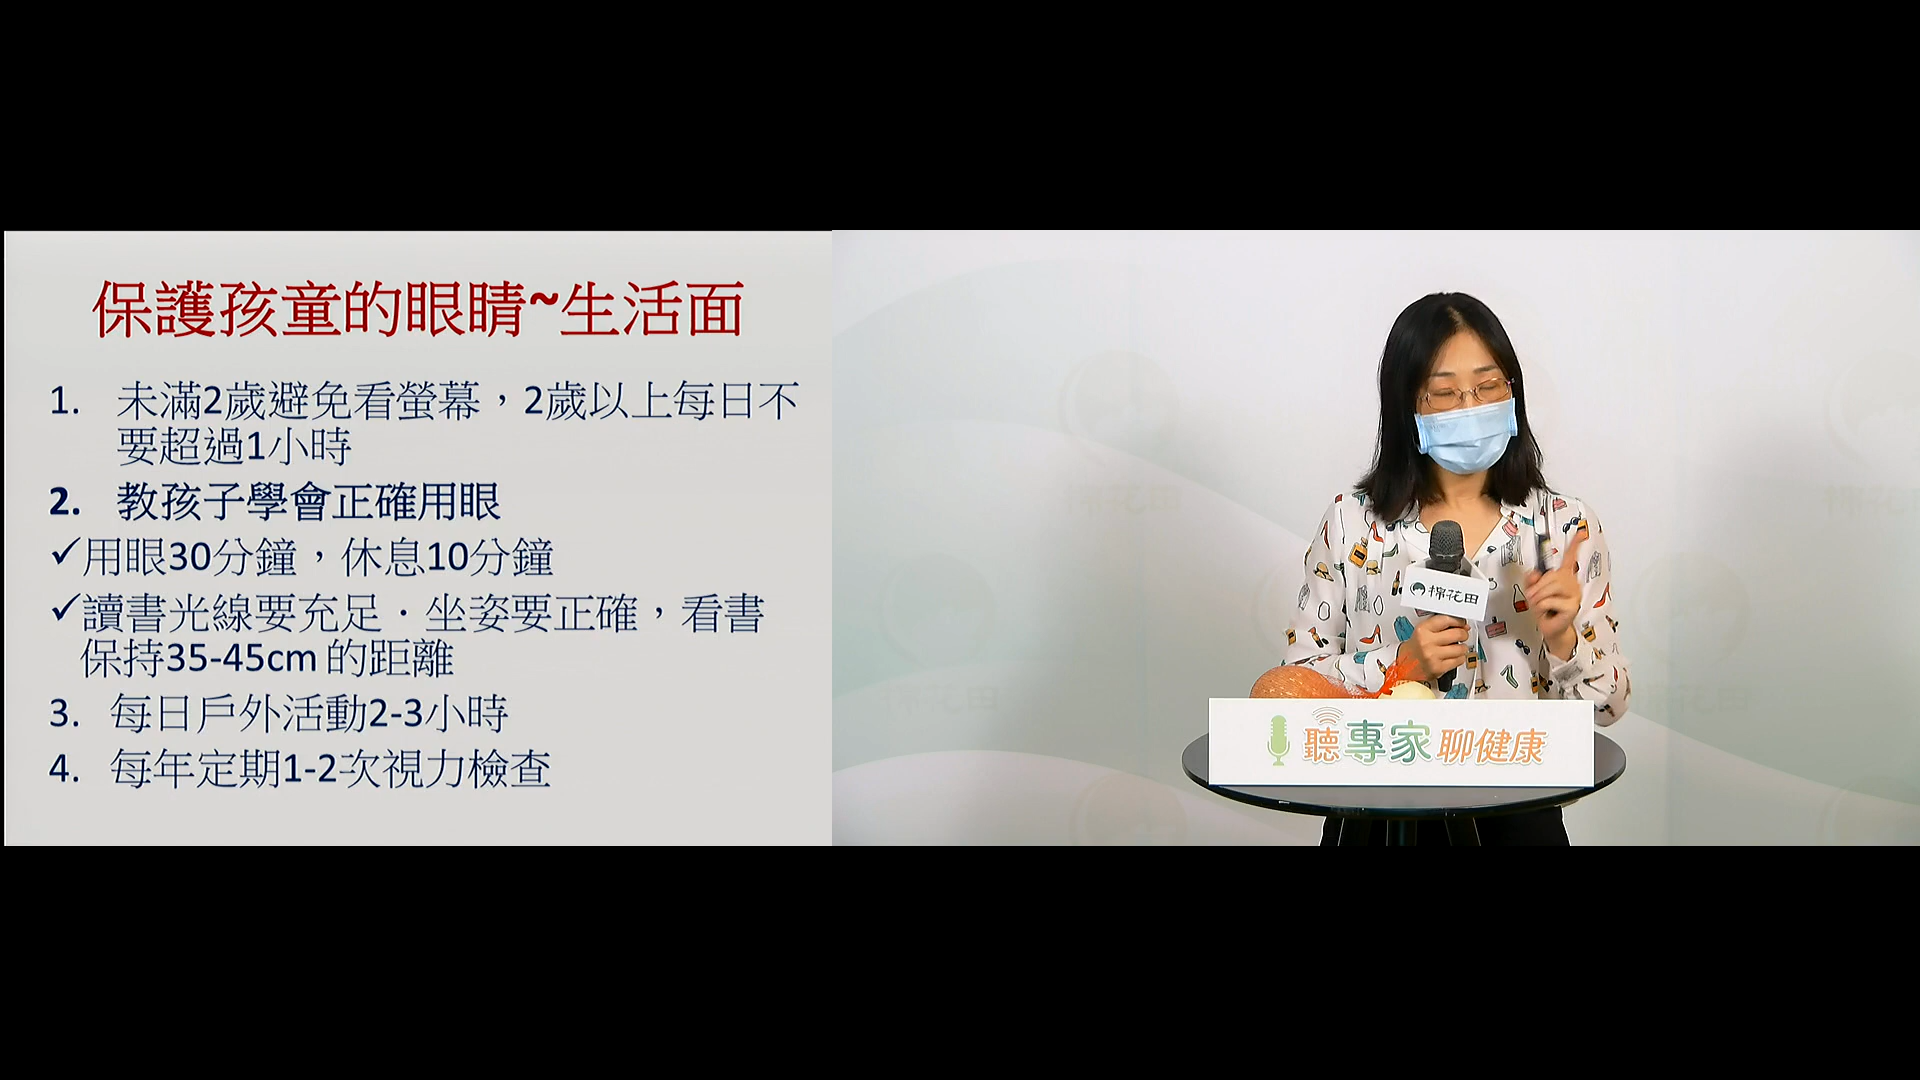 保護孩童的眼睛~生活面
1. 未滿2歲避免看螢幕，2歲以上每日不
要超過1小時
2. 教孩子學會正確用眼
✓用眼30分鐘，休息10分鐘
✓讀書光線要充足．坐姿要正確，看書
保持35-45cm 的距離
3. 每日戶外活動2-3小時
4. 每年定期1-2次視力檢查
棉花田
聽專家聊健康